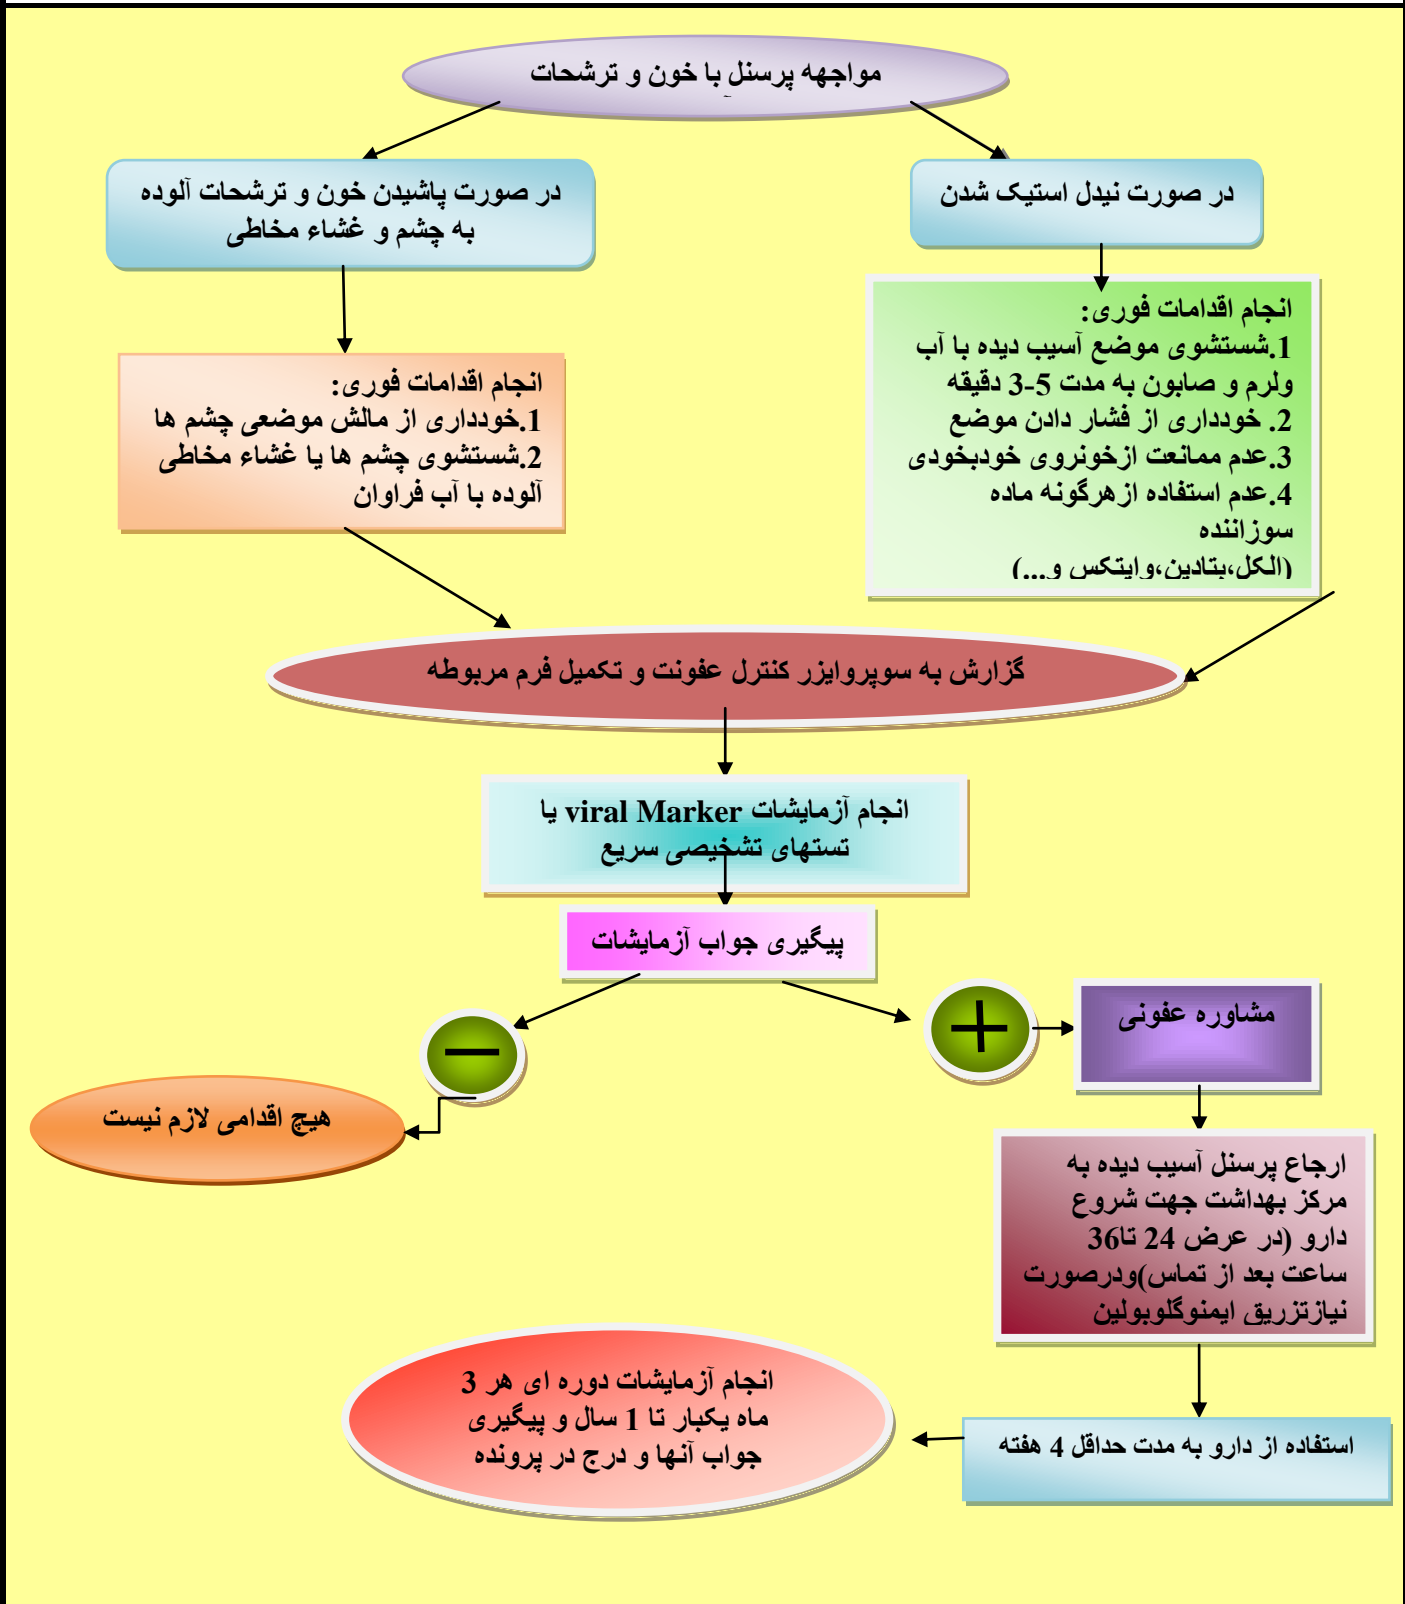 مواجهه پرسنل با خون و ترشحات
در صورت نیدل استیک شدن
در صورت پاشیدن خون و ترشحات آلوده
به چشم و غشاء مخاطی
انجام اقدامات فوری:
1.شستشوی موضع آسیب دیده با آب
ولرم و صابون به مدت 5-3 دقیقه
2. خودداری از فشار دادن موضع
3.عدم ممانعت ازخونروی خودبخودی
4.عدم استفاده ازهرگونه ماده
سوزاننده
(الکل،بتادین،وایتکس و...)
انجام اقدامات فوری:
1.خودداری از مالش موضعی چشم ها
2.شستشوی چشم ها یا غشاء مخاطی
آلوده با آب فراوان
گزارش به سوپروایزر کنترل عفونت و تکمیل فرم مربوطه
انجام آزمایشات viral Marker یا
تستهای تشخیصی سریع
پیگیری جواب آزمایشات
+
مشاوره عفونی
–
هیچ اقدامی لازم نیست
ارجاع پرسنل آسیب دیده به
مرکز بهداشت جهت شروع
دارو (در عرض 24 تا36
ساعت بعد از تماس)ودرصورت
نیازتزریق ایمنوگلوبولین
استفاده از دارو به مدت حداقل 4 هفته
انجام آزمایشات دوره ای هر 3
ماه یکبار تا 1 سال و پیگیری
جواب آنها و درج در پرونده